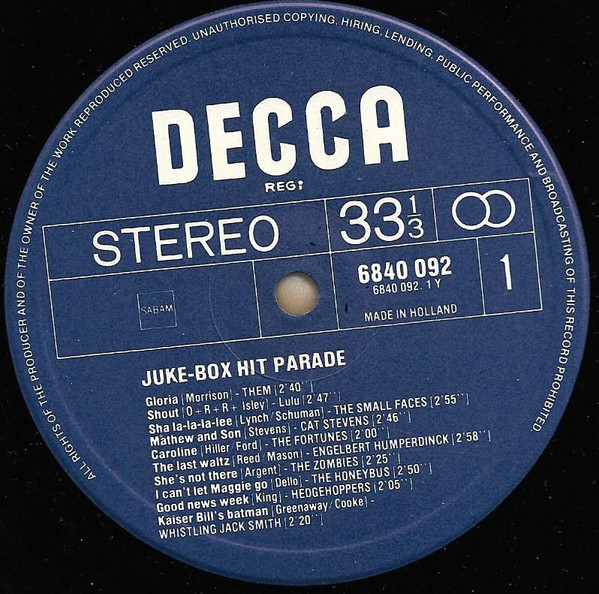 ALL RIGHTS OF THE PRODUCER AND OF THE OWNER OF THE WORK REPRODUCED RESERVED. UNAUTHORISED COPYING, HIRING, LENDING, PUBLIC PERFORMANCE AND BROADCASTING OF THIS RECORD PROHIBITED
DECCA
REGᵈ
STEREO
33 1/3
6840 092
6840 092. 1 Y
1
SABAM
MADE IN HOLLAND
JUKE-BOX HIT PARADE
Gloria [Morrison] - THEM [2'40'']
Shout [O + R + R + Isley] - Lulu [2'47'']
Sha la-la-la-lee [Lynch/Schuman] - THE SMALL FACES [2'55'']
Mathew and Son [Stevens] - CAT STEVENS [2'46'']
Caroline [Hiller/Ford] - THE FORTUNES [2'00'']
The last waltz [Reed/Mason] - ENGELBERT HUMPERDINCK [2'58'']
She's not there [Argent] - THE ZOMBIES [2'25'']
I can't let Maggie go [Dello] - THE HONEYBUS [2'50'']
Good news week [King] - HEDGEHOPPERS [2'05'']
Kaiser Bill's batman [Greenaway/Cooke] -
WHISTLING JACK SMITH [2'20'']